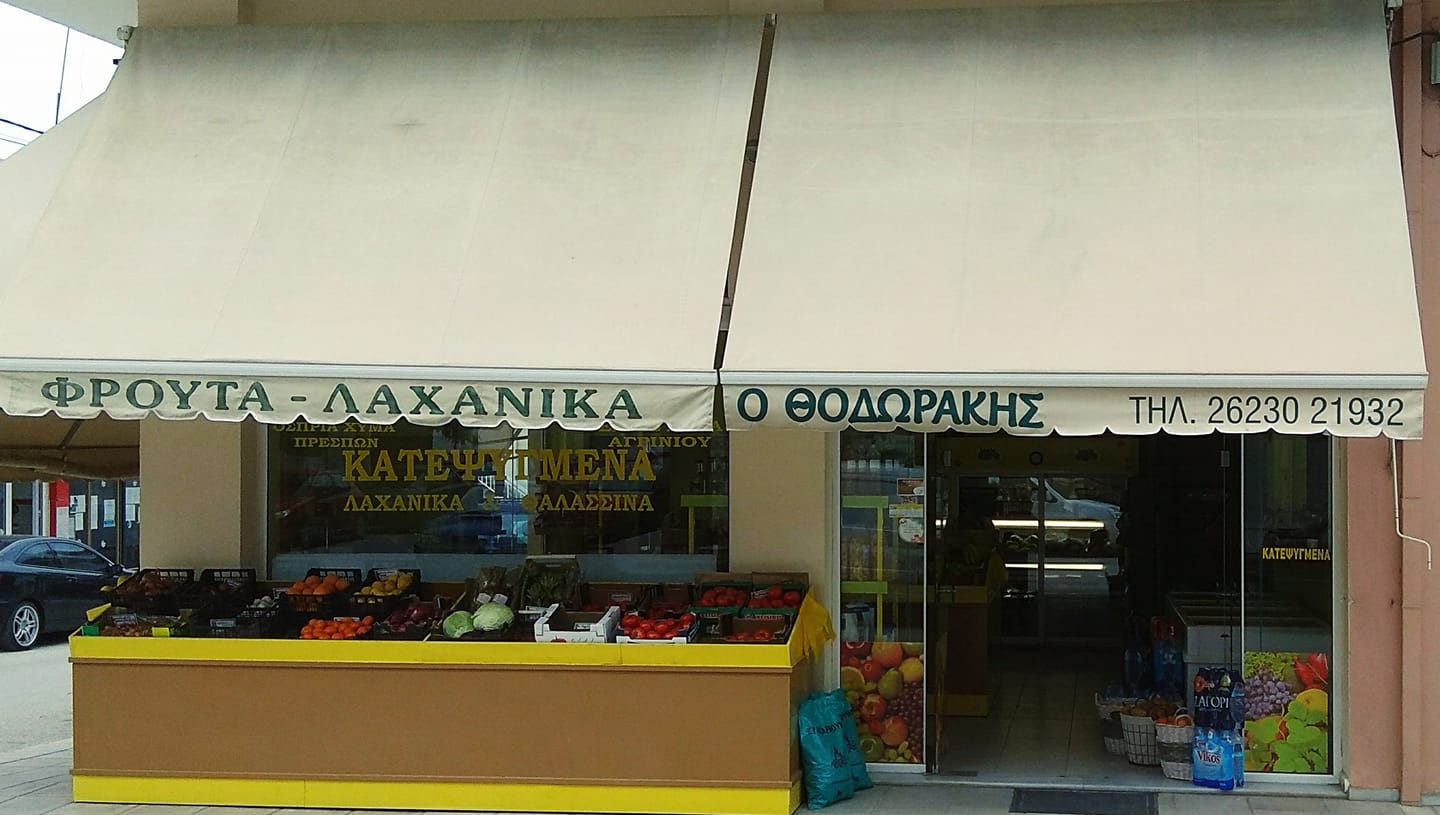 ΦΡΟΥΤΑ - ΛΑΧΑΝΙΚΑ
Ο ΘΟΔΩΡΑΚΗΣ
ΤΗΛ. 26230 21932
ΟΣΠΡΙΑ ΧΥΜΑ
ΠΡΕΣΠΩΝ
ΑΓΡΙΝΙΟΥ
ΚΑΤΕΨΥΓΜΕΝΑ
ΛΑΧΑΝΙΚΑ & ΘΑΛΑΣΣΙΝΑ
ΚΑΤΕΨΥΓΜΕΝΑ
ΖΑΓΟΡΙ
Vikos